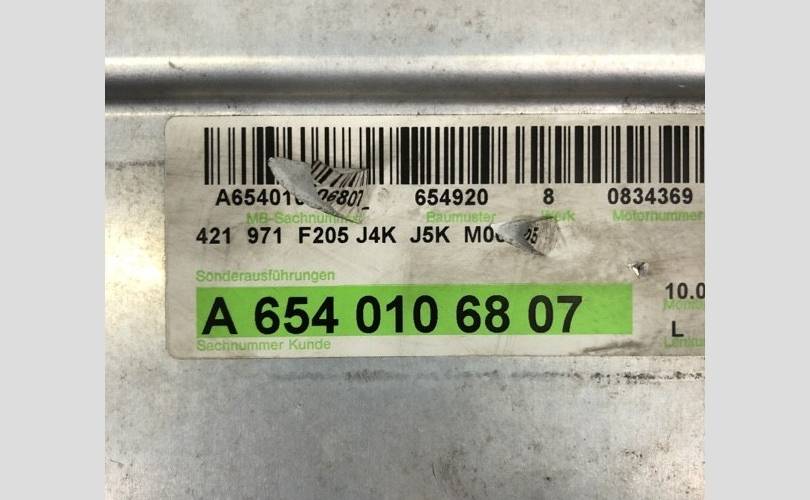 A654010 06807 654920 8 0834369
MB-Sachnummer Baumuster Werk Motornummer
421 971 F205 J4K J5K
Sonderausführungen
A 654 010 68 07 10.0
Sachnummer Kunde L